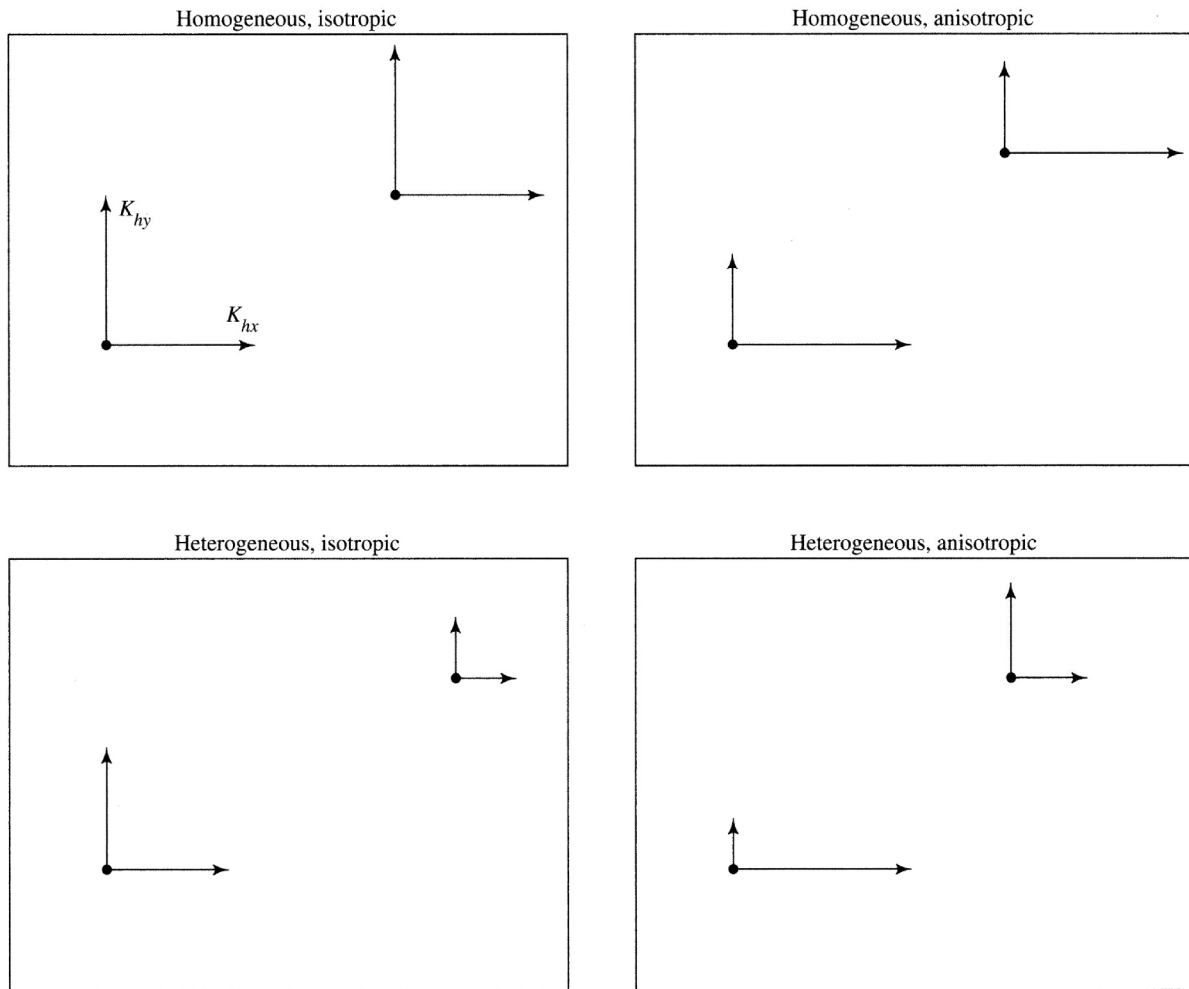 Homogeneous, isotropic
Homogeneous, anisotropic
K_hy
K_hx
Heterogeneous, isotropic
Heterogeneous, anisotropic